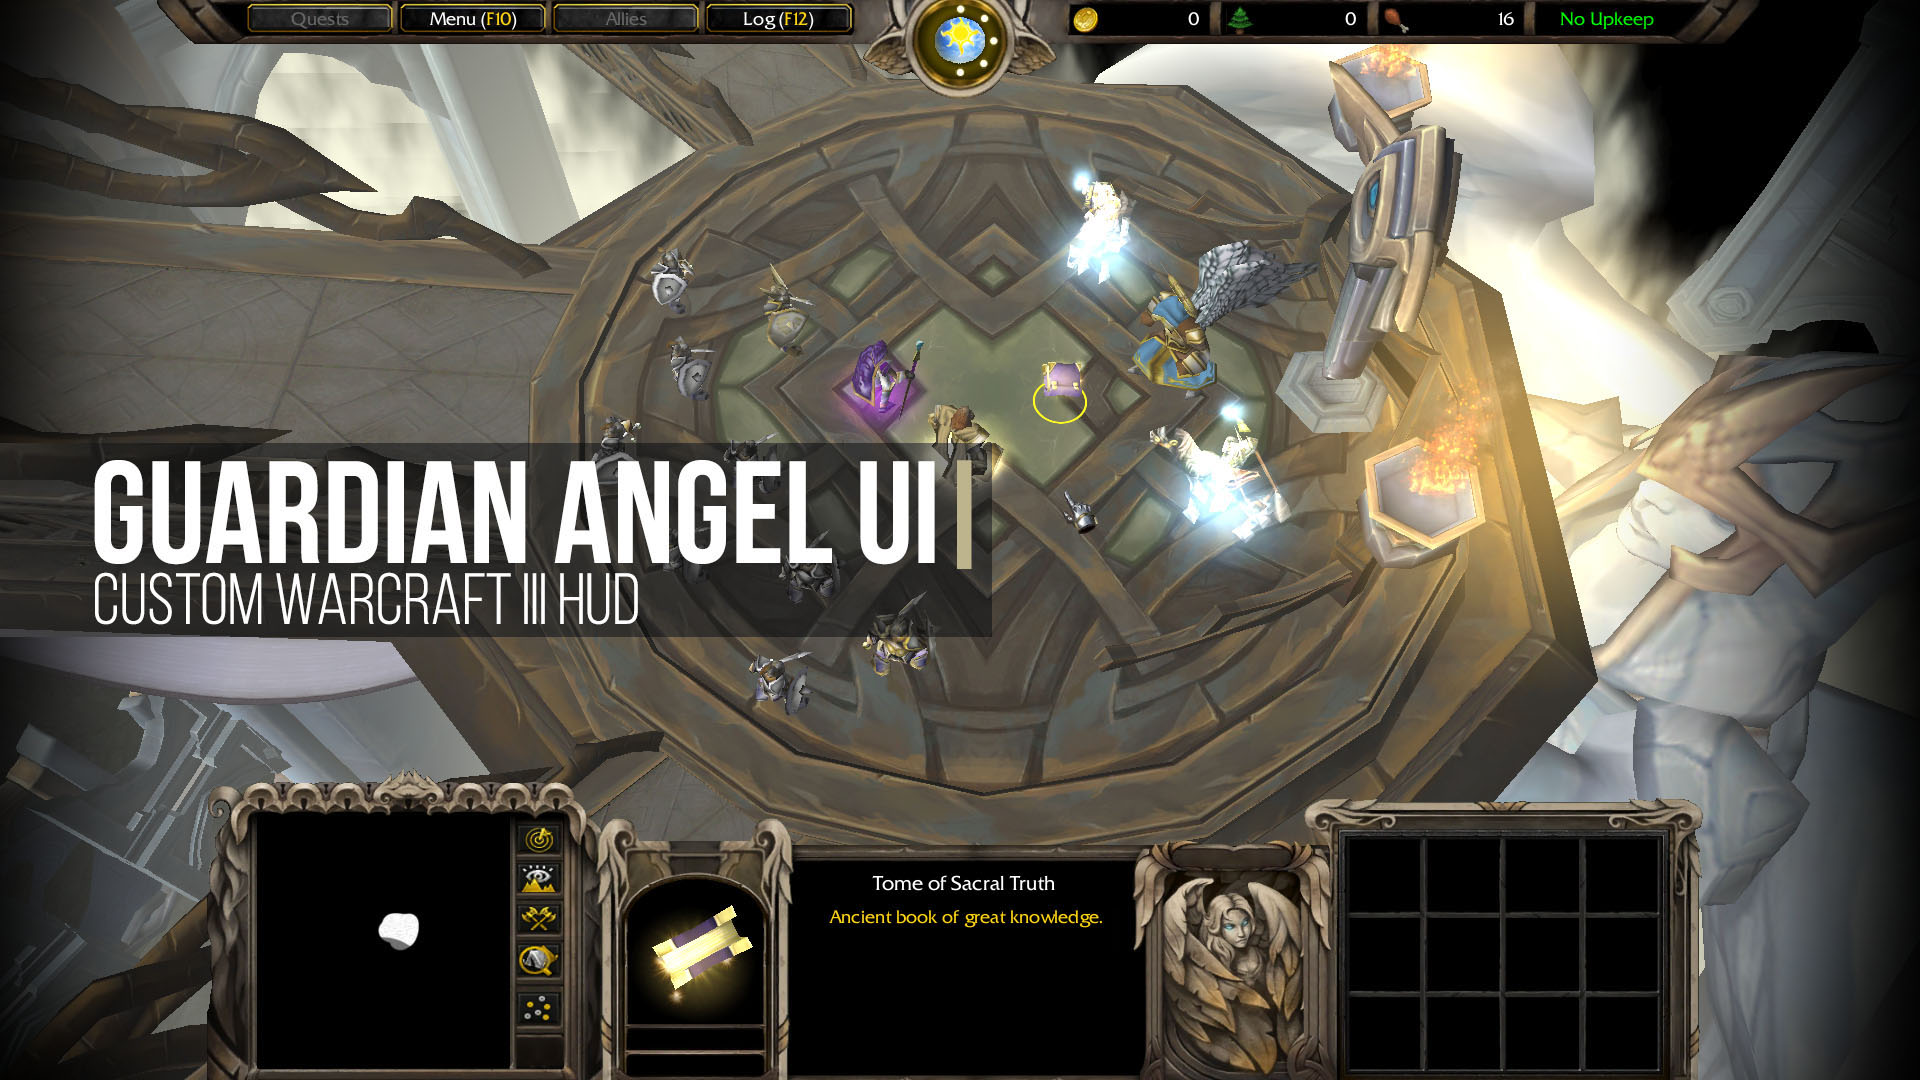 Quests Menu (F10) Allies Log (F12) 0 0 16 No Upkeep
GUARDIAN ANGEL UI
CUSTOM WARCRAFT III HUD
Tome of Sacral Truth
Ancient book of great knowledge.